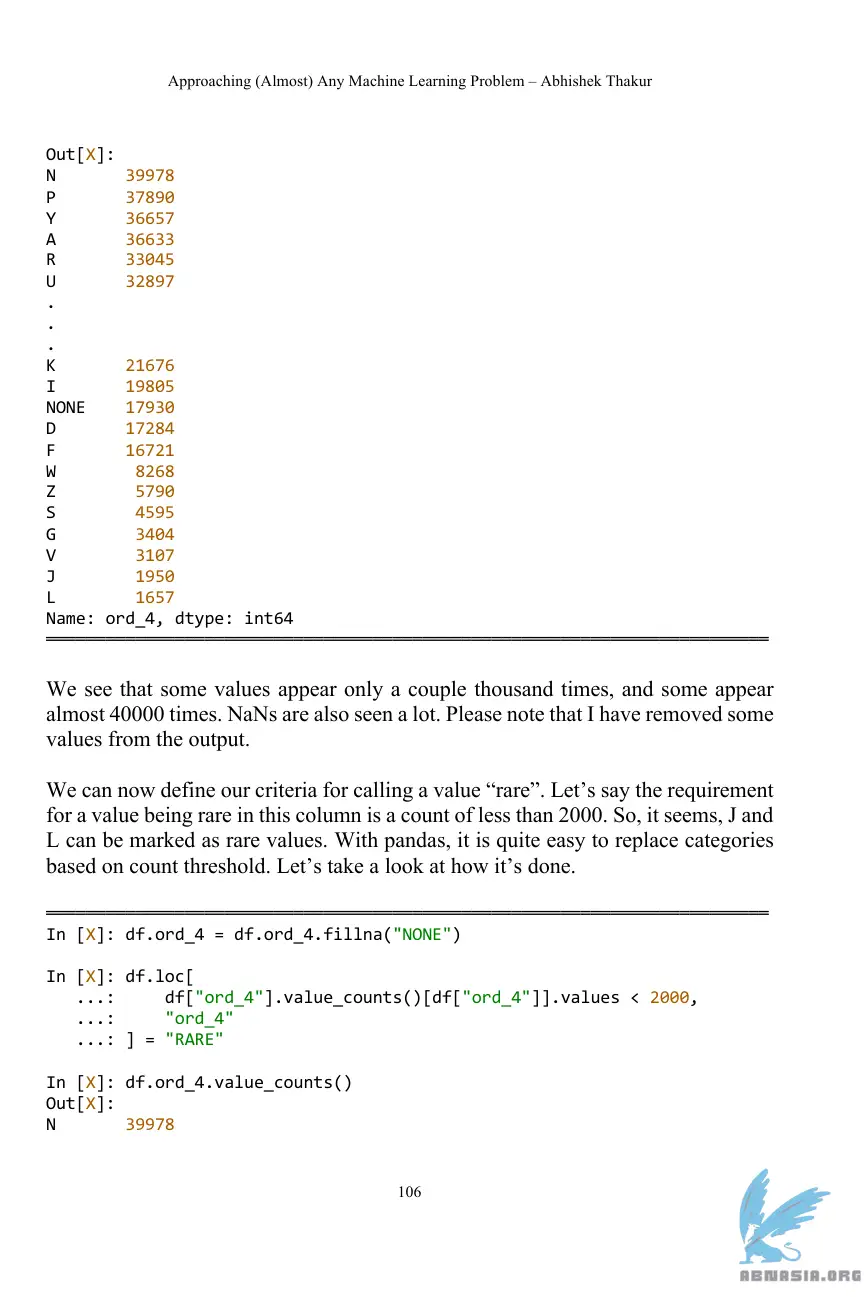 Approaching (Almost) Any Machine Learning Problem – Abhishek Thakur
Out[X]:
N       39978
P       37890
Y       36657
A       36633
R       33045
U       32897
.
.
.
K       21676
I       19805
NONE    17930
D       17284
F       16721
W        8268
Z        5790
S        4595
G        3404
V        3107
J        1950
L        1657
Name: ord_4, dtype: int64
We see that some values appear only a couple thousand times, and some appear
almost 40000 times. NaNs are also seen a lot. Please note that I have removed some
values from the output.
We can now define our criteria for calling a value “rare”. Let’s say the requirement
for a value being rare in this column is a count of less than 2000. So, it seems, J and
L can be marked as rare values. With pandas, it is quite easy to replace categories
based on count threshold. Let’s take a look at how it’s done.
In [X]: df.ord_4 = df.ord_4.fillna("NONE")
In [X]: df.loc[
   ...:     df["ord_4"].value_counts()[df["ord_4"]].values < 2000,
   ...:     "ord_4"
   ...: ] = "RARE"
In [X]: df.ord_4.value_counts()
Out[X]:
N       39978
106
ABNASIA.ORG